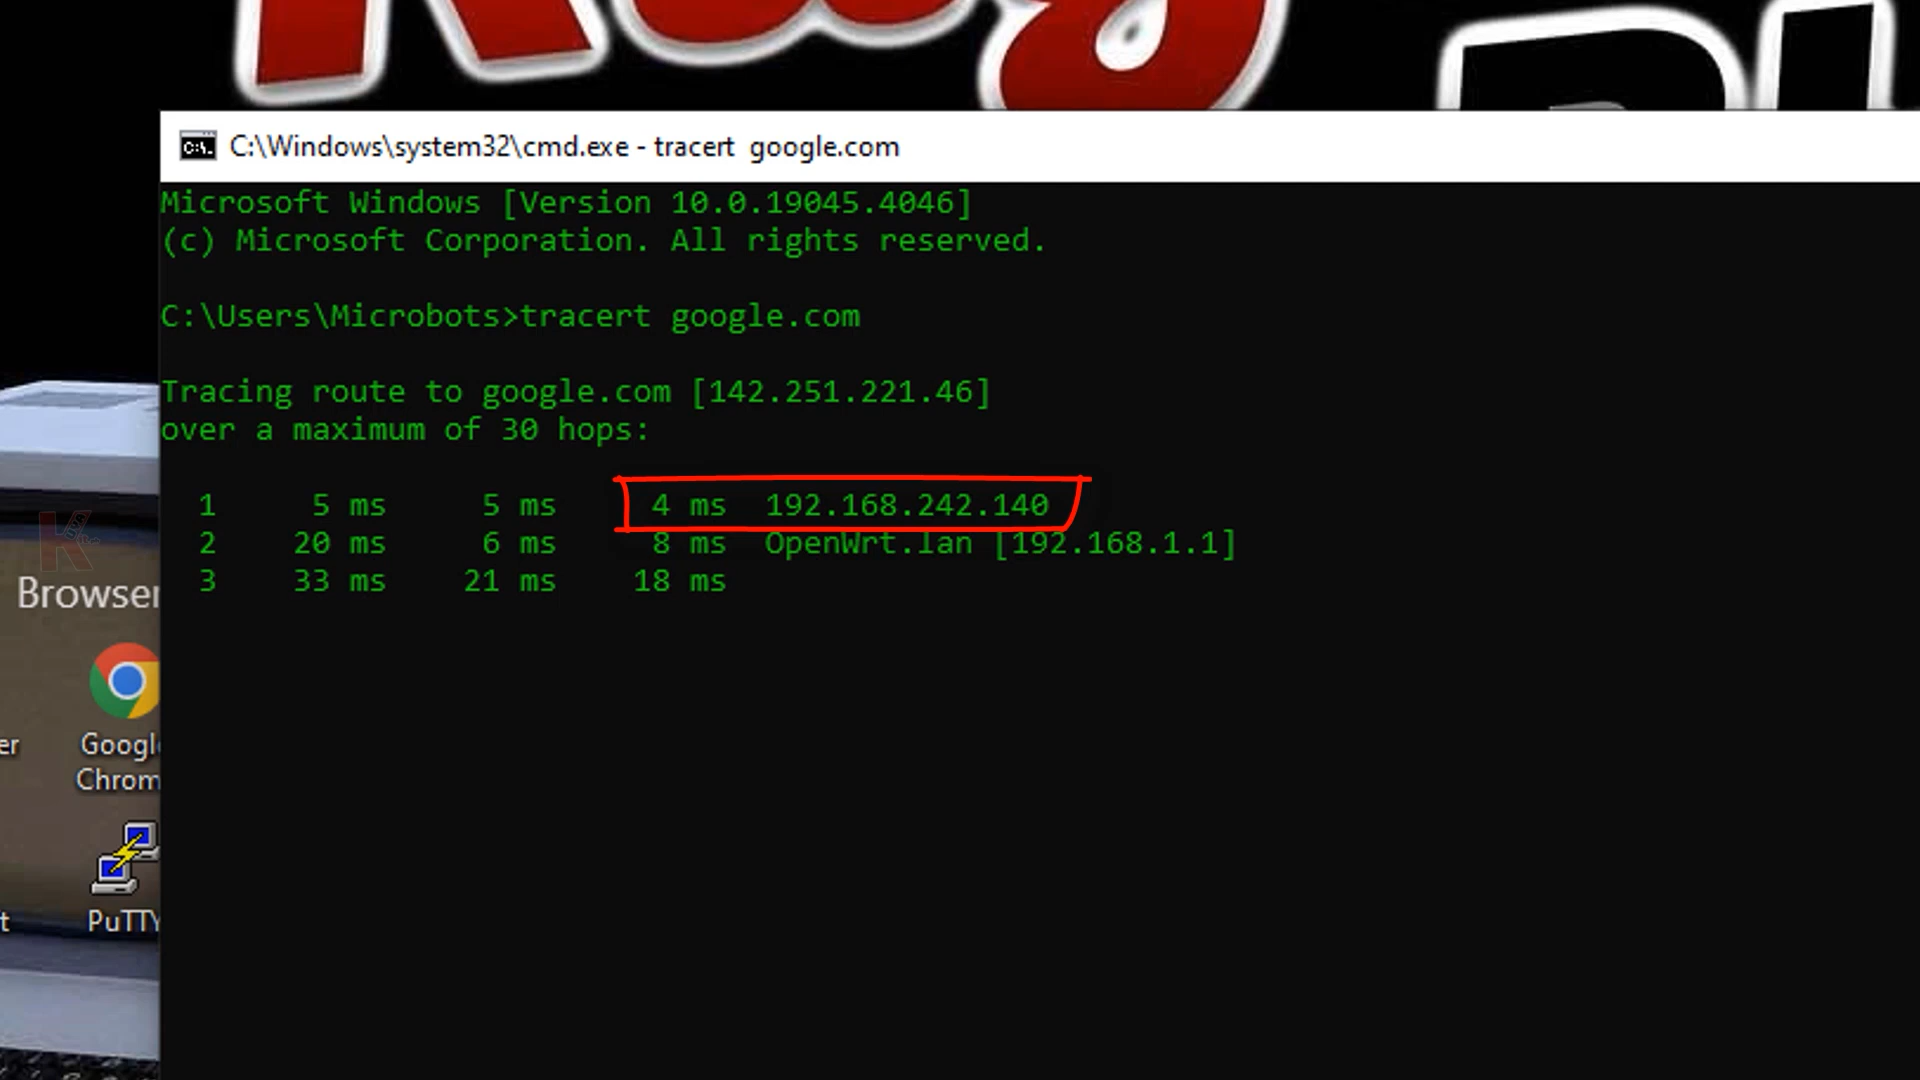 C:\Windows\system32\cmd.exe - tracert  google.com
Microsoft Windows [Version 10.0.19045.4046]
(c) Microsoft Corporation. All rights reserved.
C:\Users\Microbots>tracert google.com
Tracing route to google.com [142.251.221.46]
over a maximum of 30 hops:
1 5 ms 5 ms 4 ms 192.168.242.140
2 20 ms 6 ms 8 ms OpenWrt.lan [192.168.1.1]
3 33 ms 21 ms 18 ms
Browser
Google
Chrom
PuTTY